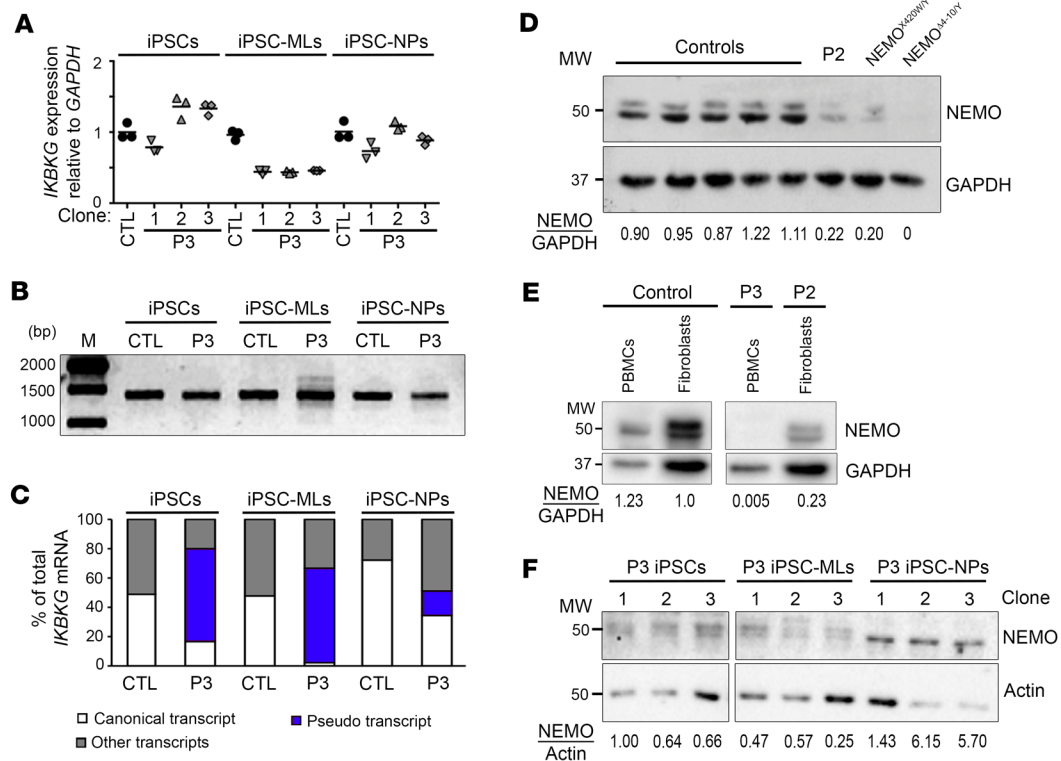 A
iPSCs iPSC-MLs iPSC-NPs
IKBKG expression
relative to GAPDH
2
1
0
Clone: CTL 1 2 3 CTL 1 2 3 CTL 1 2 3
P3 P3 P3
B
iPSCs iPSC-MLs iPSC-NPs
(bp) M CTL P3 CTL P3 CTL P3
2000
1500
1000
C
iPSCs iPSC-MLs iPSC-NPs
% of total
IKBKG mRNA
100
80
60
40
20
0
CTL P3 CTL P3 CTL P3
Canonical transcript Pseudo transcript
Other transcripts
D
MW Controls P2 NEMOX420W/Y NEMOΔ4-10/Y
50 NEMO
37 GAPDH
NEMO
GAPDH
0.90 0.95 0.87 1.22 1.11 0.22 0.20 0
E
Control P3 P2
PBMCs Fibroblasts PBMCs Fibroblasts
MW
50 NEMO
37 GAPDH
NEMO
GAPDH
1.23 1.0 0.005 0.23
F
P3 iPSCs P3 iPSC-MLs P3 iPSC-NPs
MW 1 2 3 1 2 3 1 2 3 Clone
50 NEMO
50 Actin
NEMO
Actin
1.00 0.64 0.66 0.47 0.57 0.25 1.43 6.15 5.70